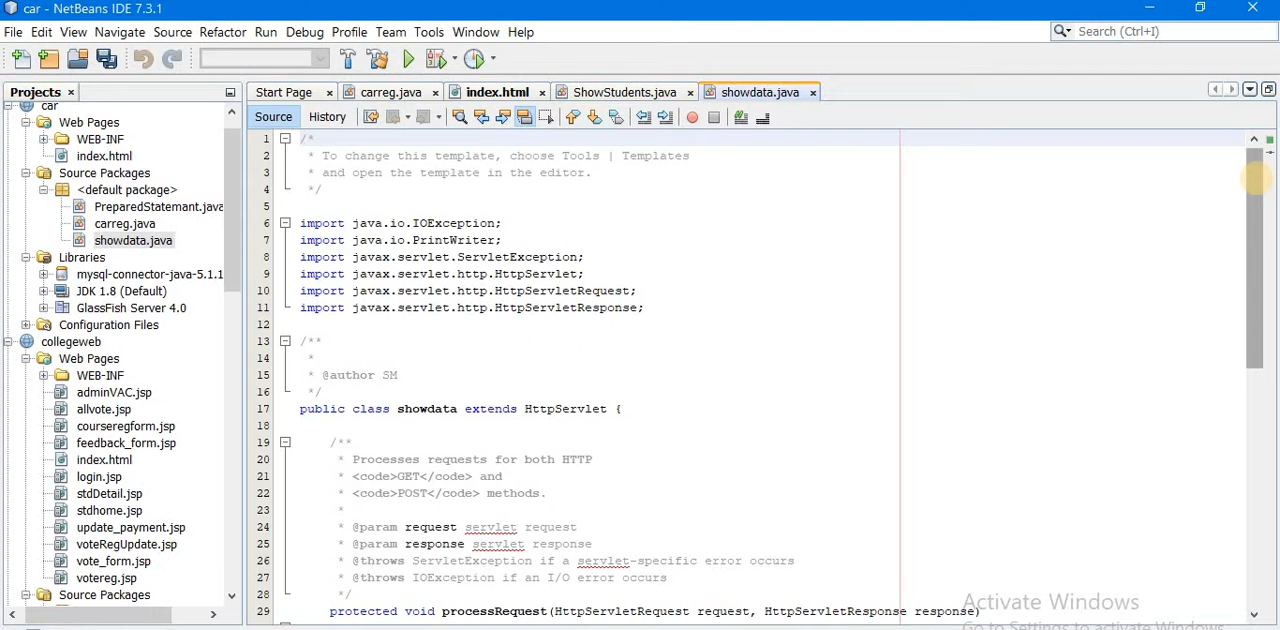 car - NetBeans IDE 7.3.1
File Edit View Navigate Source Refactor Run Debug Profile Team Tools Window Help
Search (Ctrl+I)
Projects
Start Page carreg.java index.html ShowStudents.java showdata.java
Source History
car
Web Pages
WEB-INF
index.html
Source Packages
<default package>
PreparedStatemant.java
carreg.java
showdata.java
Libraries
mysql-connector-java-5.1.1
JDK 1.8 (Default)
GlassFish Server 4.0
Configuration Files
collegeweb
Web Pages
WEB-INF
adminVAC.jsp
allvote.jsp
courseregform.jsp
feedback_form.jsp
index.html
login.jsp
stdDetail.jsp
stdhome.jsp
update_payment.jsp
voteRegUpdate.jsp
vote_form.jsp
votereg.jsp
Source Packages
1 /*
2 * To change this template, choose Tools | Templates
3 * and open the template in the editor.
4 */
5
6 import java.io.IOException;
7 import java.io.PrintWriter;
8 import javax.servlet.ServletException;
9 import javax.servlet.http.HttpServlet;
10 import javax.servlet.http.HttpServletRequest;
11 import javax.servlet.http.HttpServletResponse;
12
13 /**
14 *
15 * @author SM
16 */
17 public class showdata extends HttpServlet {
18
19 /**
20 * Processes requests for both HTTP
21 * <code>GET</code> and
22 * <code>POST</code> methods.
23 *
24 * @param request servlet request
25 * @param response servlet response
26 * @throws ServletException if a servlet-specific error occurs
27 * @throws IOException if an I/O error occurs
28 */
29 protected void processRequest(HttpServletRequest request, HttpServletResponse response)
Activate Windows
Go to Settings to activate Windows